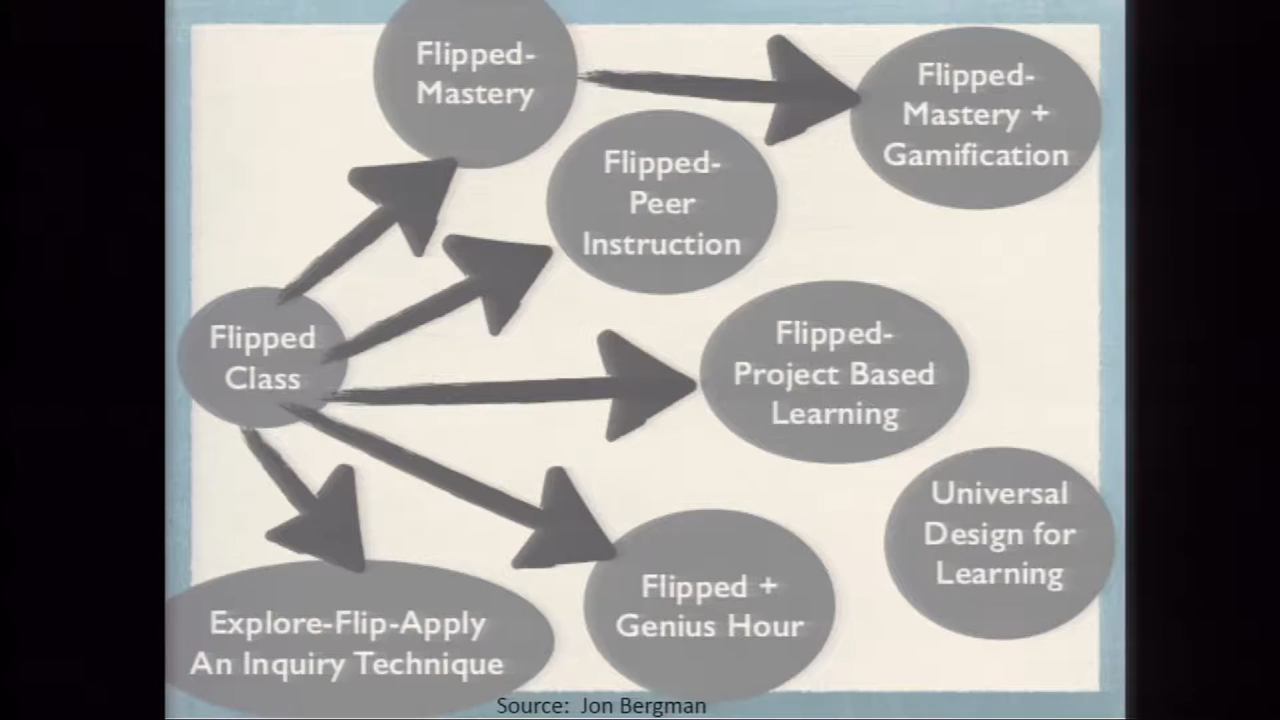 Flipped-
Mastery
Flipped-
Mastery +
Gamification
Flipped-
Peer
Instruction
Flipped
Class
Flipped-
Project Based
Learning
Universal
Design for
Learning
Flipped +
Genius Hour
Explore-Flip-Apply
An Inquiry Technique
Source: Jon Bergman